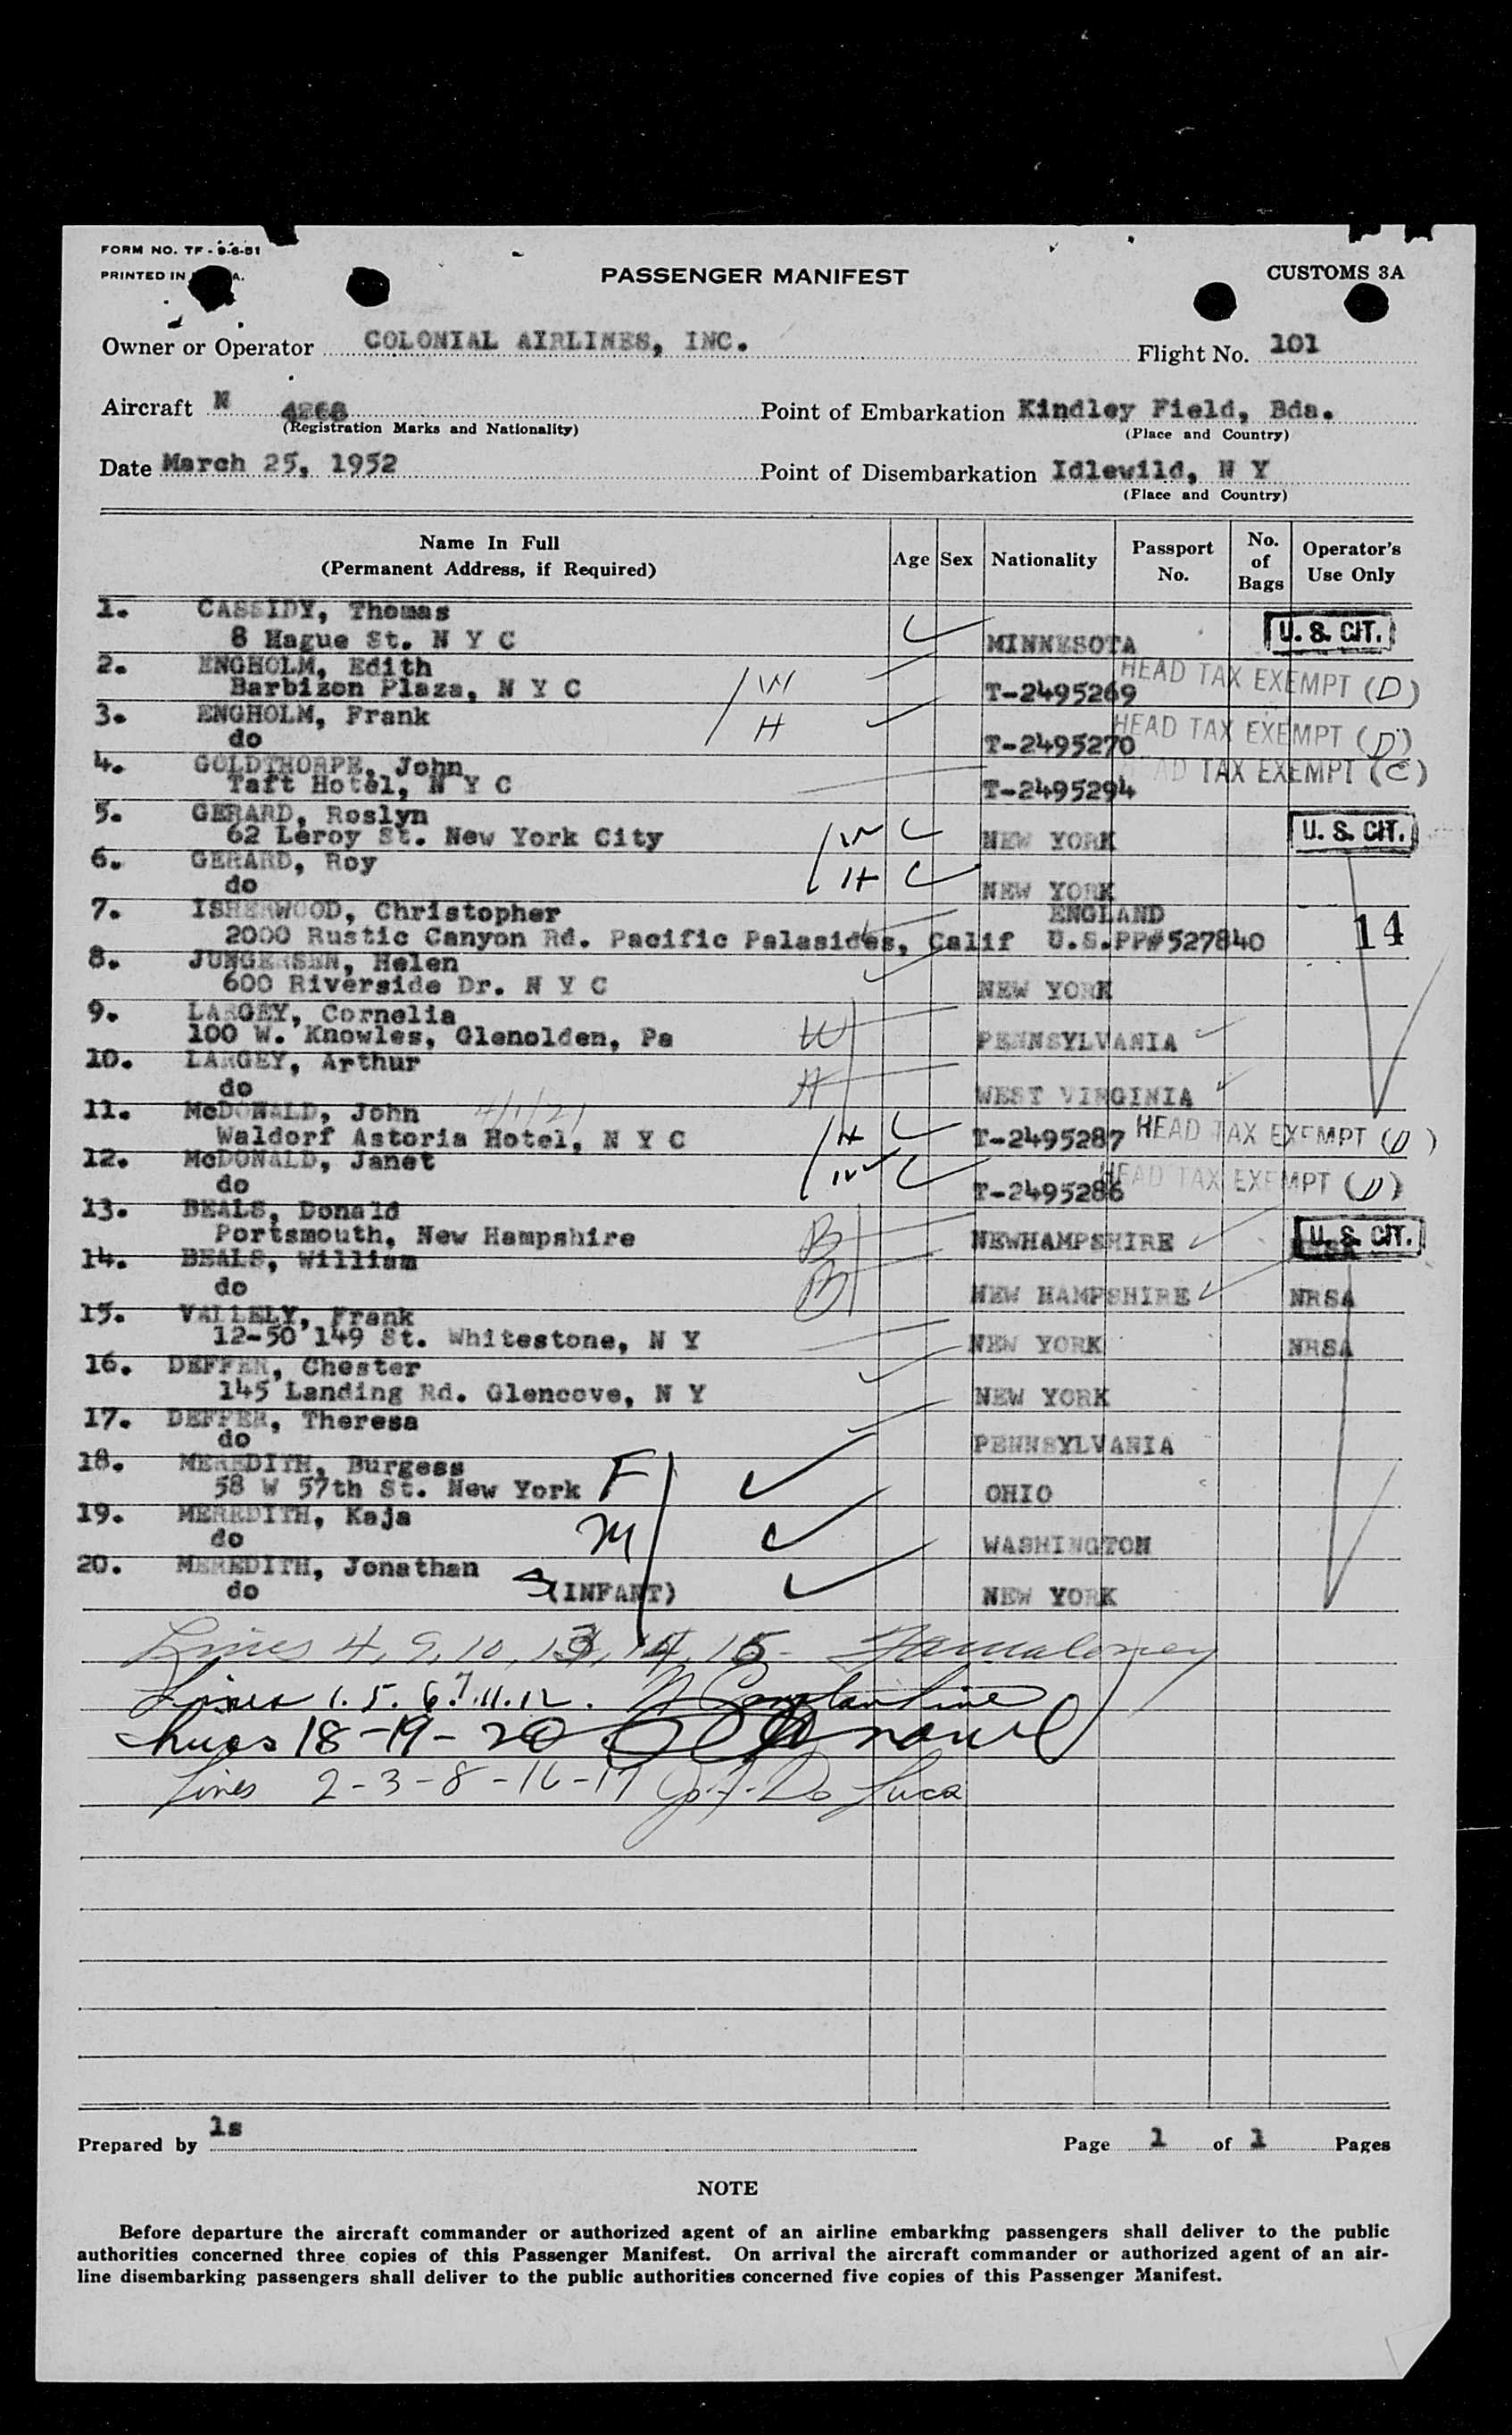 FORM NO. TF - 9-6-51
PRINTED IN A.
PASSENGER MANIFEST
CUSTOMS 3A
Owner or Operator COLONIAL AIRLINES, INC.
Flight No. 101
Aircraft N 4268
(Registration Marks and Nationality)
Point of Embarkation Kindley Field, Bda.
(Place and Country)
Date March 25, 1952
Point of Disembarkation Idlewild, N Y
(Place and Country)
Name In Full
(Permanent Address, if Required)
Age Sex Nationality
Passport No.
No. of Bags
Operator's Use Only
1. CASSIDY, Thomas
8 Hague St. N Y C MINNESOTA U. S. CIT.
2. ENGHOLM, Edith
Barbizon Plaza, N Y C W T-2495269 HEAD TAX EXEMPT (D)
3. ENGHOLM, Frank
do H T-2495270 HEAD TAX EXEMPT (D)
4. GOLDTHORPE, John
Taft Hotel, N Y C T-2495294 HEAD TAX EXEMPT (C)
5. GERARD, Roslyn
62 Leroy St. New York City W NEW YORK U. S. CIT.
6. GERARD, Roy
do H NEW YORK
7. ISHERWOOD, Christopher ENGLAND
2000 Rustic Canyon Rd. Pacific Palasides, Calif U.S.PP#527840 14
8. JUNGERSEN, Helen
600 Riverside Dr. N Y C NEW YORK
9. LARGEY, Cornelia
100 W. Knowles, Glenolden, Pa W PENNSYLVANIA
10. LARGEY, Arthur
do H WEST VIRGINIA
11. McDONALD, John 4/1/21
Waldorf Astoria Hotel, N Y C H T-2495287 HEAD TAX EXEMPT (D)
12. McDONALD, Janet
do W T-2495286 HEAD TAX EXEMPT (D)
13. BEALS, Donald
Portsmouth, New Hampshire B NEWHAMPSHIRE NRSA U. S. CIT.
14. BEALS, William
do B NEW HAMPSHIRE NRSA
15. VALLELY, Frank
12-50 149 St. Whitestone, N Y NEW YORK NRSA
16. DEFFER, Chester
145 Landing Rd. Glencove, N Y NEW YORK
17. DEFFER, Theresa
do PENNSYLVANIA
18. MEREDITH, Burgess
58 W 57th St. New York F OHIO
19. MEREDITH, Kaja
do M WASHINGTON
20. MEREDITH, Jonathan
do S (INFANT) NEW YORK
Lines 4, 9, 10, 13, 14, 15 -
Lines 1. 5. 6. 7. 11. 12.
Lines 18-19-20
Lines 2-3-8-16-17 De Luca
Prepared by ls
Page 1 of 1 Pages
NOTE
Before departure the aircraft commander or authorized agent of an airline embarking passengers shall deliver to the public
authorities concerned three copies of this Passenger Manifest. On arrival the aircraft commander or authorized agent of an air-
line disembarking passengers shall deliver to the public authorities concerned five copies of this Passenger Manifest.